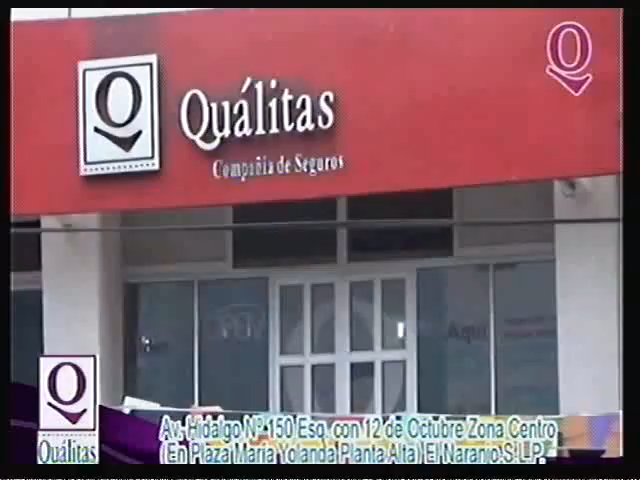 Q
Quálitas
Compañía de Seguros
Q
Aquí
Q
Quálitas
Av. Hidalgo Nº 150 Esq. con 12 de Octubre Zona Centro
(En Plaza María Yolanda Planta Alta) El Naranjo S.L.P.